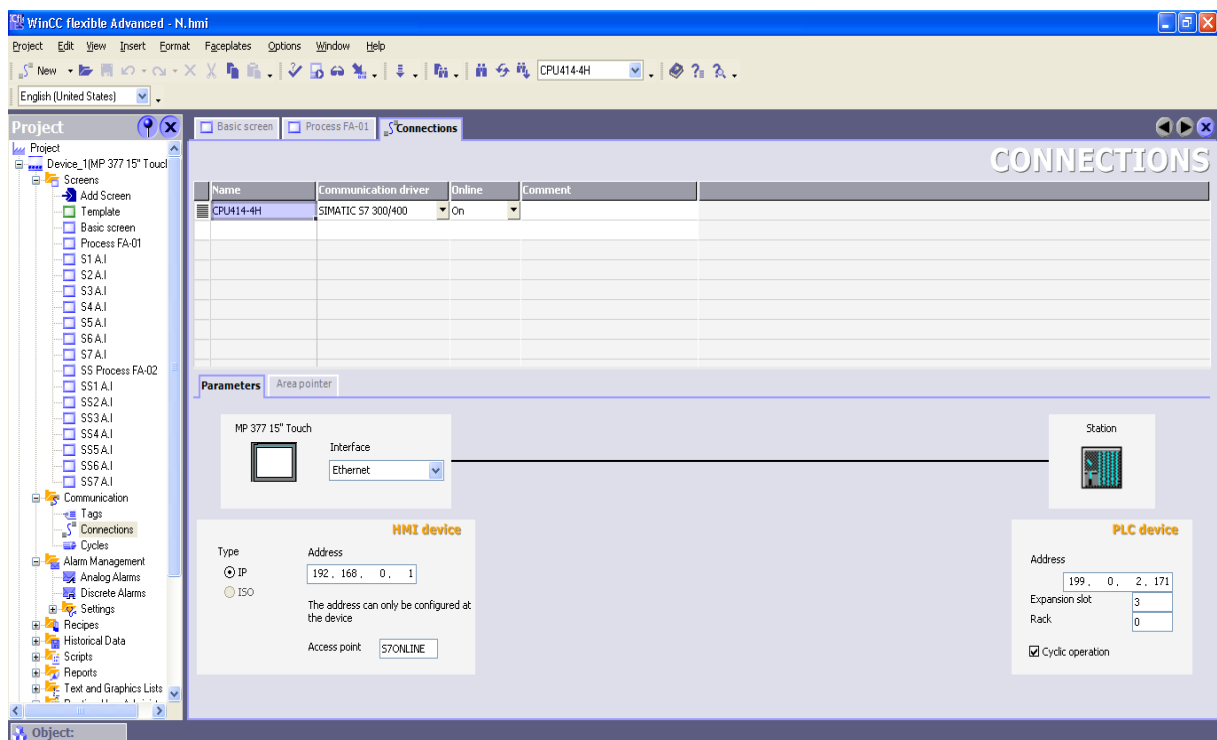 WinCC flexible Advanced - N.hmi
Project Edit View Insert Format Faceplates Options Window Help
New CPU414-4H
English (United States)
Project
Basic screen Process FA-01 Connections
Project
Device_1(MP 377 15" Toucl
Screens
Add Screen
Template
Basic screen
Process FA-01
S1 A.I
S2 A.I
S3 A.I
S4 A.I
S5 A.I
S6 A.I
S7 A.I
SS Process FA-02
SS1 A.I
SS2 A.I
SS3 A.I
SS4 A.I
SS5 A.I
SS6 A.I
SS7 A.I
Communication
Tags
Connections
Cycles
Alarm Management
Analog Alarms
Discrete Alarms
Settings
Recipes
Historical Data
Scripts
Reports
Text and Graphics Lists
CONNECTIONS
Name Communication driver Online Comment
CPU414-4H SIMATIC S7 300/400 On
Parameters Area pointer
MP 377 15" Touch
Interface
Ethernet
Station
HMI device
Type Address
IP 192 . 168 . 0 . 1
ISO
The address can only be configured at
the device
Access point S7ONLINE
PLC device
Address
199 . 0 . 2 . 171
Expansion slot 3
Rack 0
Cyclic operation
Object: